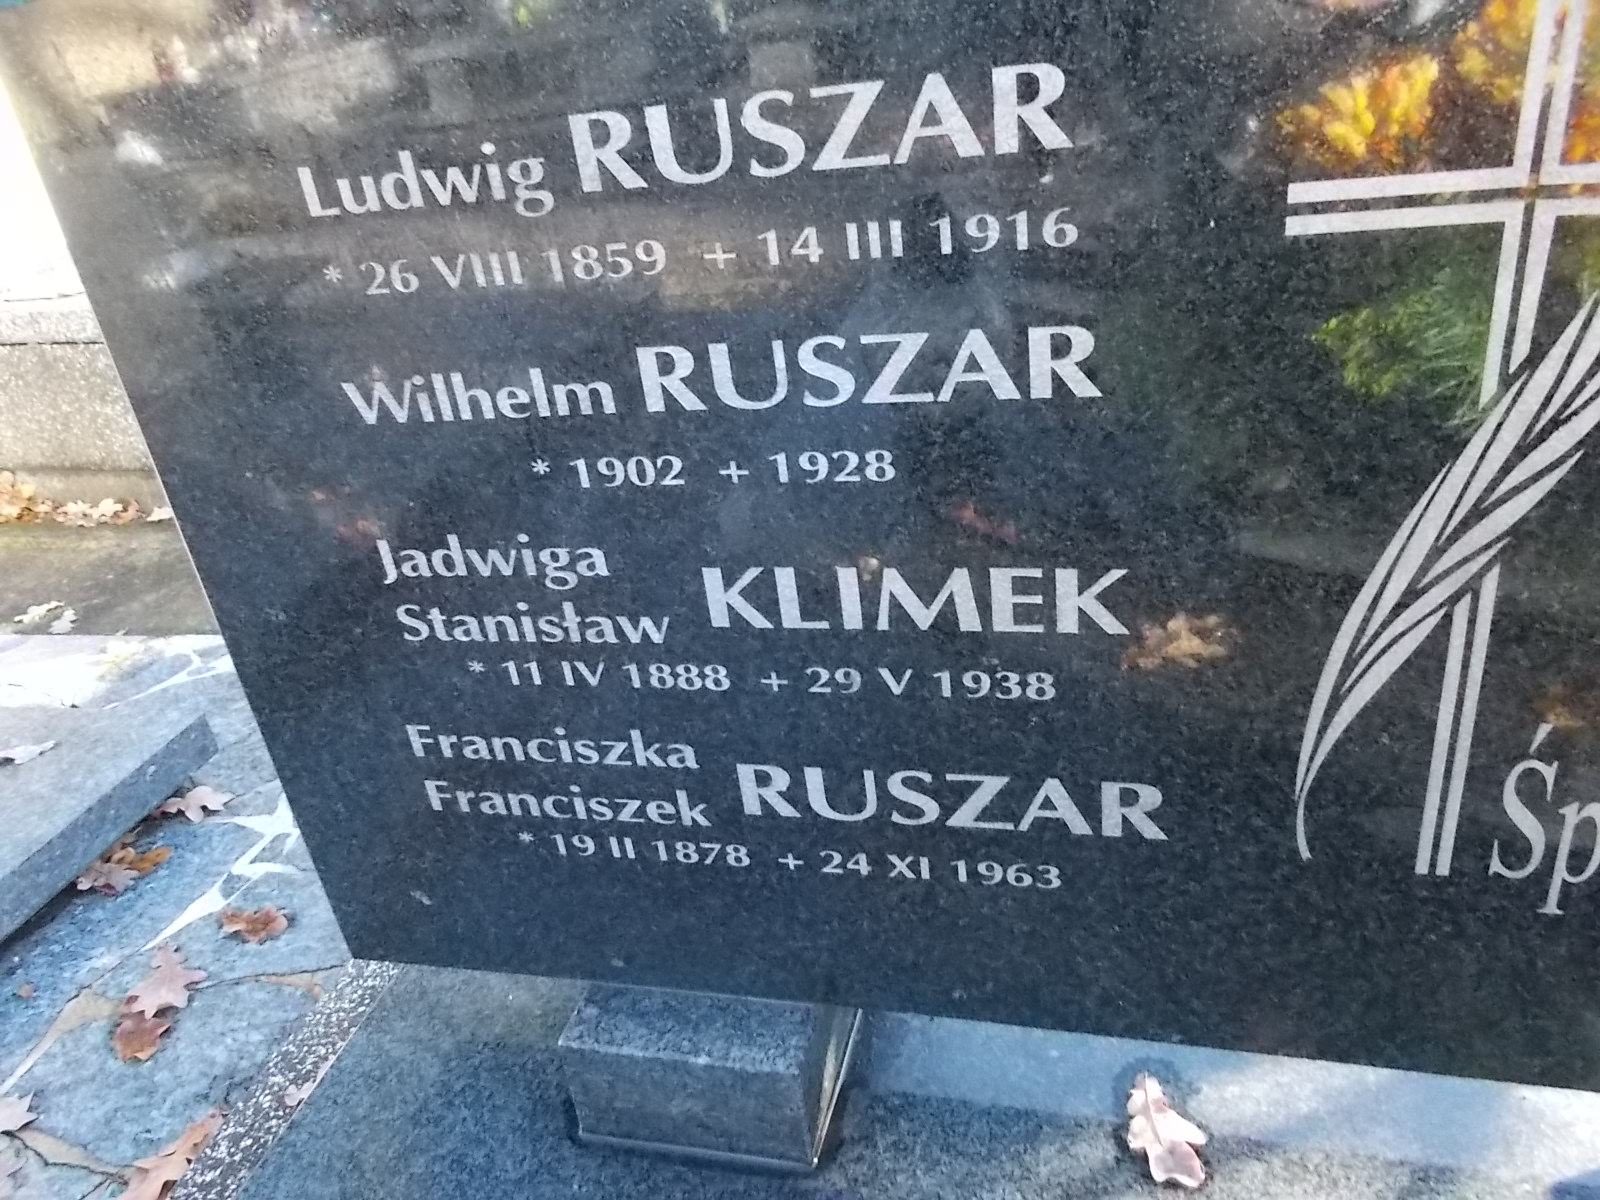 Ludwig RUSZAR
* 26 VIII 1859 + 14 III 1916
Wilhelm RUSZAR
* 1902 + 1928
Jadwiga
Stanisław KLIMEK
* 11 IV 1888 + 29 V 1938
Franciszka
Franciszek RUSZAR
* 19 II 1878 + 24 XI 1963